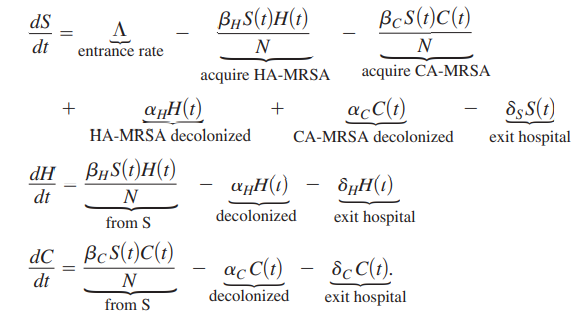 dS/dt = Λ − β_H S(t)H(t)/N − β_C S(t)C(t)/N
entrance rate acquire HA-MRSA acquire CA-MRSA
+ α_H H(t) + α_C C(t) − δ_S S(t)
HA-MRSA decolonized CA-MRSA decolonized exit hospital
dH/dt = β_H S(t)H(t)/N − α_H H(t) − δ_H H(t)
from S decolonized exit hospital
dC/dt = β_C S(t)C(t)/N − α_C C(t) − δ_C C(t).
from S decolonized exit hospital